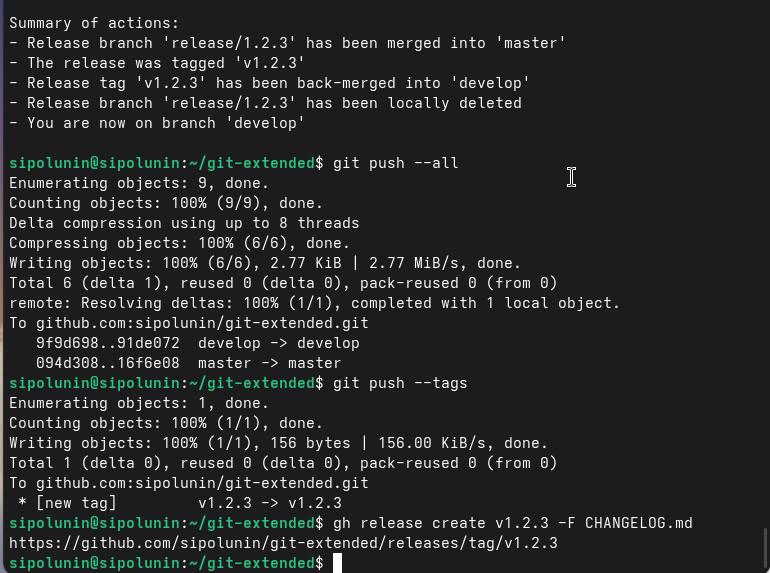 Summary of actions:
- Release branch 'release/1.2.3' has been merged into 'master'
- The release was tagged 'v1.2.3'
- Release tag 'v1.2.3' has been back-merged into 'develop'
- Release branch 'release/1.2.3' has been locally deleted
- You are now on branch 'develop'
sipolunin@sipolunin:~/git-extended$ git push --all
Enumerating objects: 9, done.
Counting objects: 100% (9/9), done.
Delta compression using up to 8 threads
Compressing objects: 100% (6/6), done.
Writing objects: 100% (6/6), 2.77 KiB | 2.77 MiB/s, done.
Total 6 (delta 1), reused 0 (delta 0), pack-reused 0 (from 0)
remote: Resolving deltas: 100% (1/1), completed with 1 local object.
To github.com:sipolunin/git-extended.git
   9f9d698..91de072  develop -> develop
   094d308..16f6e08  master -> master
sipolunin@sipolunin:~/git-extended$ git push --tags
Enumerating objects: 1, done.
Counting objects: 100% (1/1), done.
Writing objects: 100% (1/1), 156 bytes | 156.00 KiB/s, done.
Total 1 (delta 0), reused 0 (delta 0), pack-reused 0 (from 0)
To github.com:sipolunin/git-extended.git
 * [new tag]         v1.2.3 -> v1.2.3
sipolunin@sipolunin:~/git-extended$ gh release create v1.2.3 -F CHANGELOG.md
https://github.com/sipolunin/git-extended/releases/tag/v1.2.3
sipolunin@sipolunin:~/git-extended$